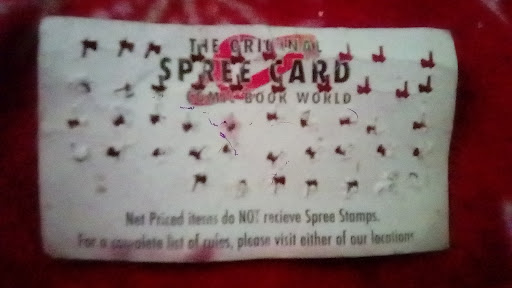 THE ORIGINAL
SPREE CARD
COMIC BOOK WORLD
Net Priced items do NOT recieve Spree Stamps.
For a complete list of rules, please visit either of our locations